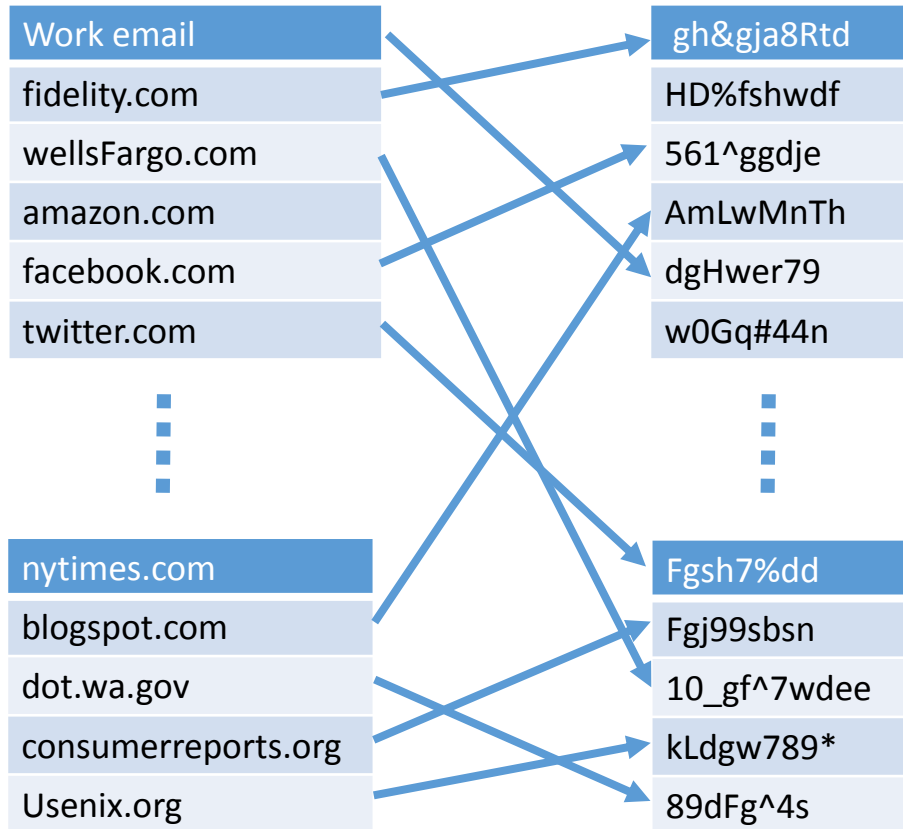 Work email
fidelity.com
wellsFargo.com
amazon.com
facebook.com
twitter.com
nytimes.com
blogspot.com
dot.wa.gov
consumerreports.org
Usenix.org
gh&gja8Rtd
HD%fshwdf
561^ggdje
AmLwMnTh
dgHwer79
w0Gq#44n
Fgsh7%dd
Fgj99sbsn
10_gf^7wdee
kLdgw789*
89dFg^4s